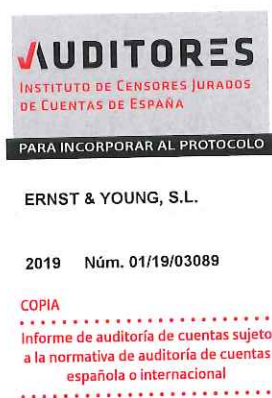 AUDITORES
INSTITUTO DE CENSORES JURADOS
DE CUENTAS DE ESPAÑA
PARA INCORPORAR AL PROTOCOLO
ERNST & YOUNG, S.L.
2019 Núm. 01/19/03089
COPIA
Informe de auditoría de cuentas sujeto
a la normativa de auditoría de cuentas
española o internacional